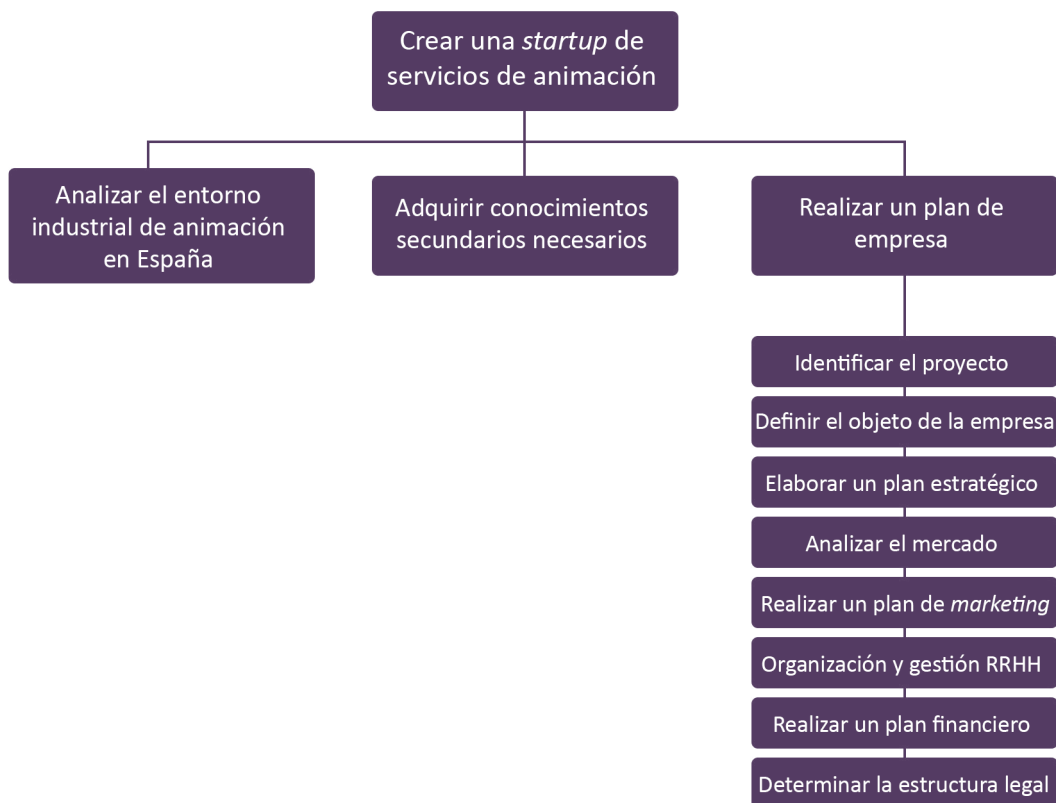 Crear una startup de
servicios de animación
Analizar el entorno
industrial de animación
en España
Adquirir conocimientos
secundarios necesarios
Realizar un plan de
empresa
Identificar el proyecto
Definir el objeto de la empresa
Elaborar un plan estratégico
Analizar el mercado
Realizar un plan de marketing
Organización y gestión RRHH
Realizar un plan financiero
Determinar la estructura legal